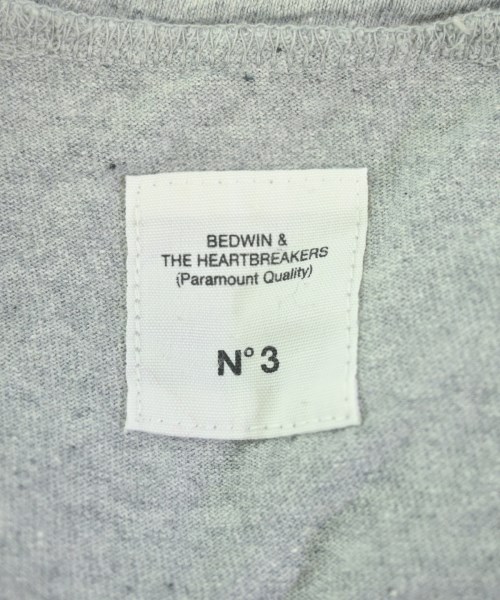 BEDWIN &
THE HEARTBREAKERS
(Paramount Quality)
N° 3